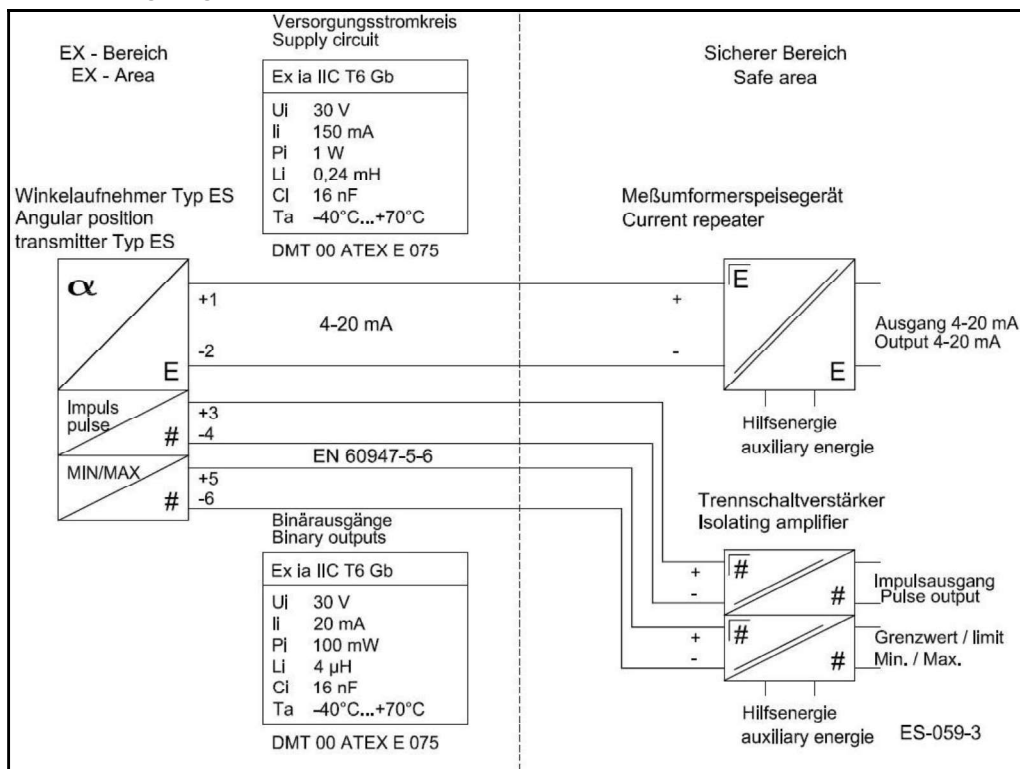 Versorgungsstromkreis
Supply circuit
EX - Bereich
EX - Area
Sicherer Bereich
Safe area
Ex ia IIC T6 Gb
Ui 30 V
Ii 150 mA
Pi 1 W
Li 0,24 mH
CI 16 nF
Ta -40°C...+70°C
DMT 00 ATEX E 075
Winkelaufnehmer Typ ES
Angular position
transmitter Typ ES
Meßumformerspeisegerät
Current repeater
α
E
+1
4-20 mA
-2
+
-
E
E
Ausgang 4-20 mA
Output 4-20 mA
Hilfsenergie
auxiliary energie
Impuls
pulse
#
+3
-4
EN 60947-5-6
MIN/MAX
#
+5
-6
Binärausgänge
Binary outputs
Ex ia IIC T6 Gb
Ui 30 V
Ii 20 mA
Pi 100 mW
Li 4 µH
Ci 16 nF
Ta -40°C...+70°C
DMT 00 ATEX E 075
Trennschaltverstärker
Isolating amplifier
+
-
#
#
Impulsausgang
Pulse output
+
-
#
#
Grenzwert / limit
Min. / Max.
Hilfsenergie
auxiliary energie
ES-059-3